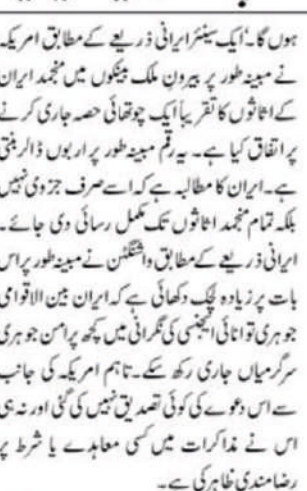 ہوں گا۔‘ایک سینئر ایرانی ذریعے کے مطابق امریکہ
نے مبینہ طور پر بیرونِ ملک بینکوں میں منجمد ایران
کے اثاثوں کا تقریباً ایک چوتھائی حصہ جاری کرنے
پر اتفاق کیا ہے۔ یہ رقم مبینہ طور پر اربوں ڈالر بنتی
ہے۔ایران کا مطالبہ ہے کہ اسے صرف جزوی نہیں
بلکہ تمام منجمد اثاثوں تک مکمل رسائی دی جائے۔
ایرانی ذریعے کے مطابق واشنگٹن نے مبینہ طور پر اس
بات پر زیادہ لچک دکھائی ہے کہ ایران بین الاقوامی
جوہری توانائی ایجنسی کی نگرانی میں کچھ پرامن جوہری
سرگرمیاں جاری رکھ سکے۔تاہم امریکہ کی جانب
سے اس دعوے کی کوئی تصدیق نہیں کی گئی اور نہ ہی
اس نے مذاکرات میں کسی معاہدے یا شرط پر
رضامندی ظاہر کی ہے۔